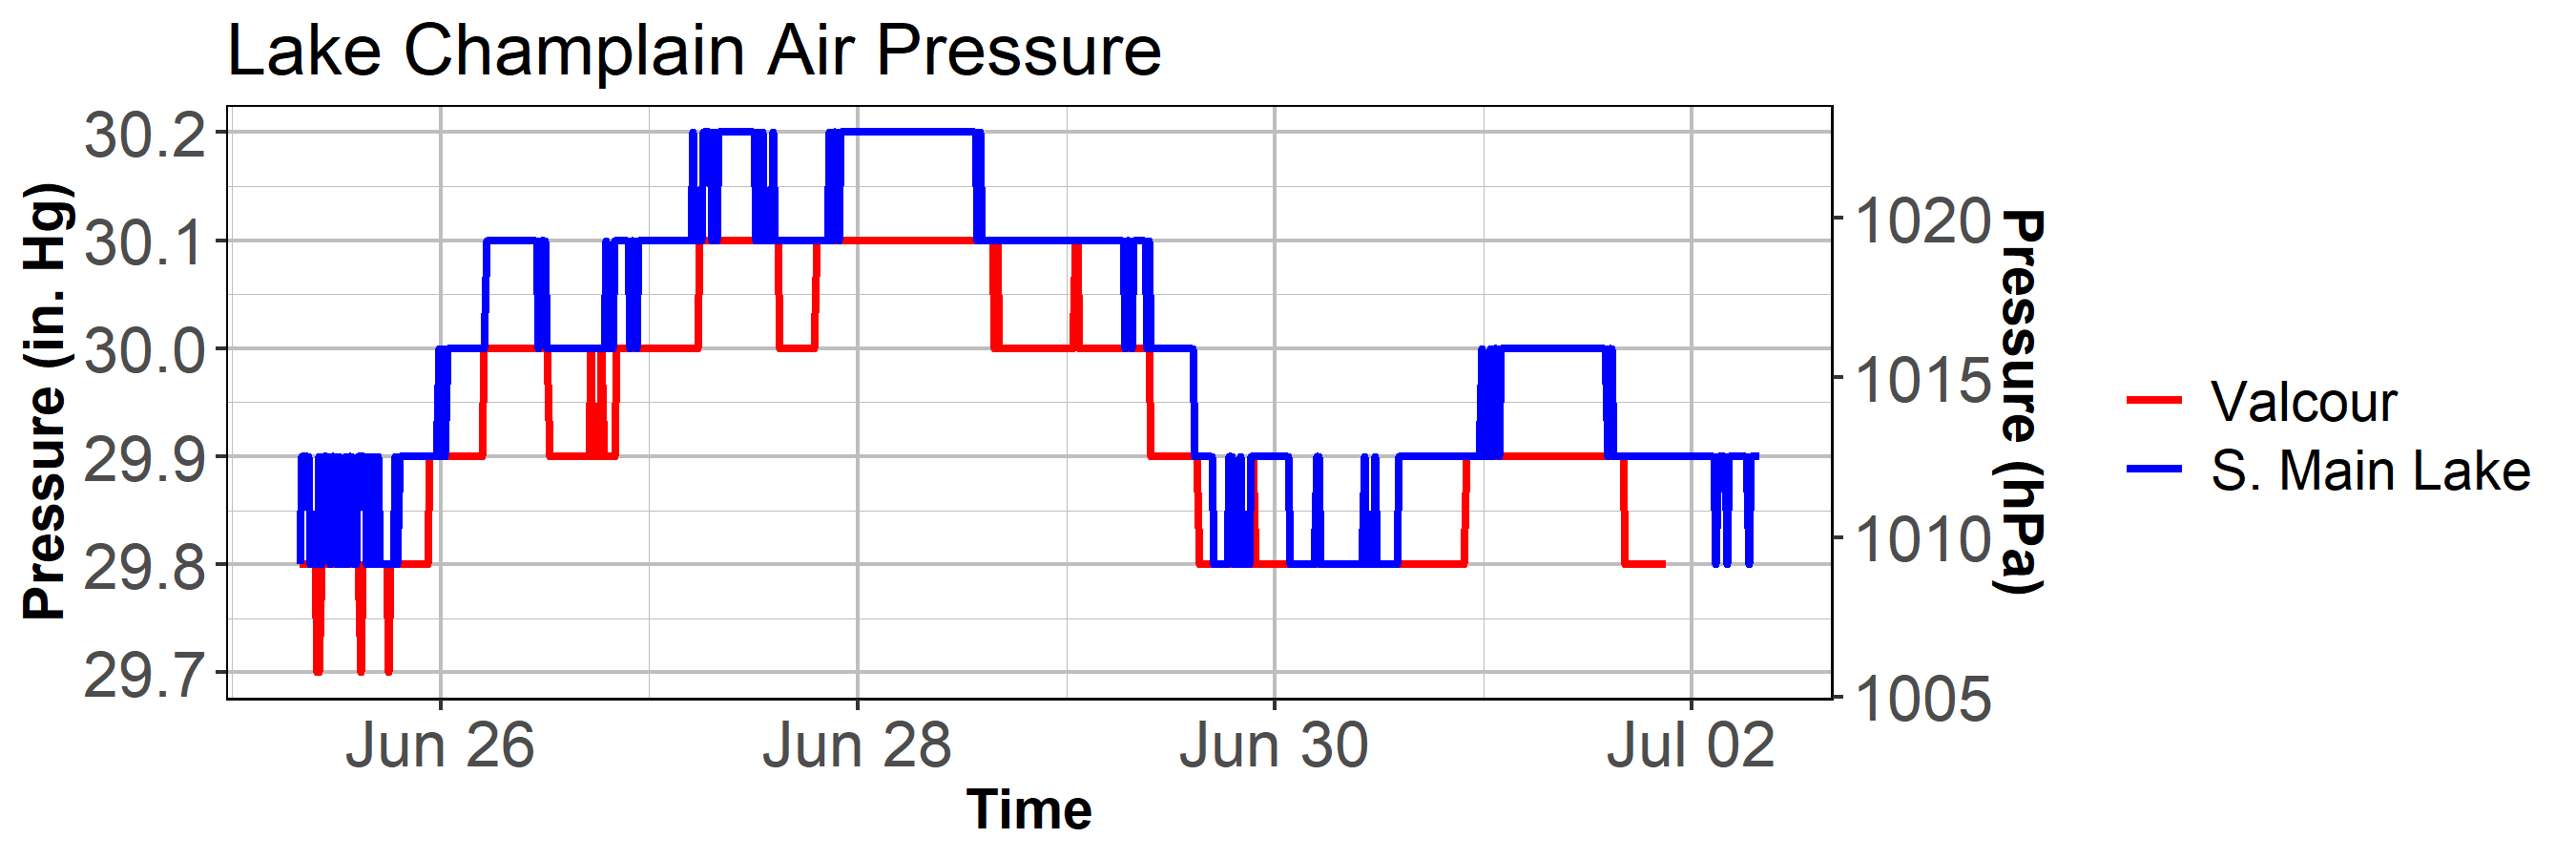 Lake Champlain Air Pressure
Pressure (in. Hg)
30.2
30.1
30.0
29.9
29.8
29.7
1020
1015
1010
1005
Pressure (hPa)
Jun 26
Jun 28
Jun 30
Jul 02
Time
Valcour
S. Main Lake